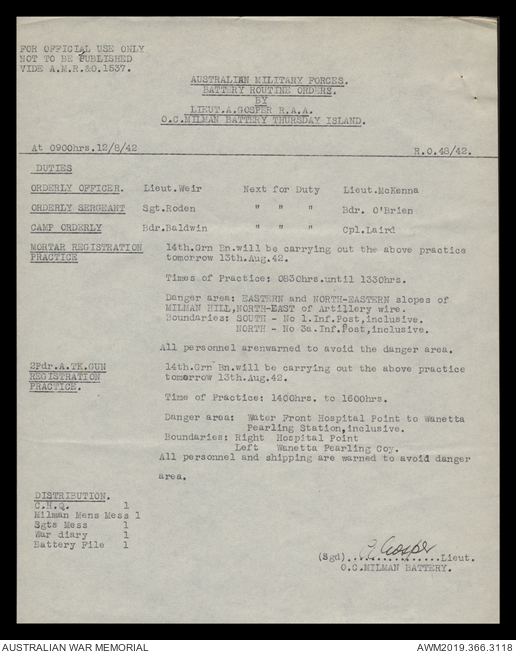 FOR OFFICIAL USE ONLY
NOT TO BE PUBLISHED
VIDE A.M.R.&O.1537.
AUSTRALIAN MILITARY FORCES.
BATTERY ROUTINE ORDERS.
BY
LIEUT.A.GOSPER R.A.A.
O.C.MILMAN BATTERY THURSDAY ISLAND.
At 0900hrs.12/8/42 R.O.48/42.
DUTIES
ORDERLY OFFICER. Lieut.Weir Next for Duty Lieut.McKenna
ORDERLY SERGEANT Sgt.Roden " " " Bdr. O'Brien
CAMP ORDERLY Bdr.Baldwin " " " Cpl.Laird
MORTAR REGISTRATION 14th.Grn Bn.will be carrying out the above practice
PRACTICE tomorrow 13th.Aug.42.
Times of Practice: 0830hrs.until 1330hrs.
Danger area: EASTERN and NORTH-EASTERN slopes of
MILMAN HILL,NORTH-EAST of Artillery wire.
Boundaries: SOUTH - No 1.Inf.Post,inclusive.
NORTH - No 3a.Inf.Post,inclusive.
All personnel arenwarned to avoid the danger area.
2Pdr.A.TK.GUN 14th.Grn Bn.will be carrying out the above practice
REGISTRATION tomorrow 13th.Aug.42.
PRACTICE.
Time of Practice: 1400hrs. to 1600hrs.
Danger area: Water Front Hospital Point to Wanetta
Pearling Station,inclusive.
Boundaries: Right Hospital Point
Left Wanetta Pearling Coy.
All personnel and shipping are warned to avoid danger
area.
DISTRIBUTION.
C.H.Q. 1
Milman Mens Mess 1
Sgts Mess 1
War diary 1
Battery File 1
(Sgd)..Gosper..Lieut.
O.C.MILMAN BATTERY.
AUSTRALIAN WAR MEMORIAL AWM2019.366.3118